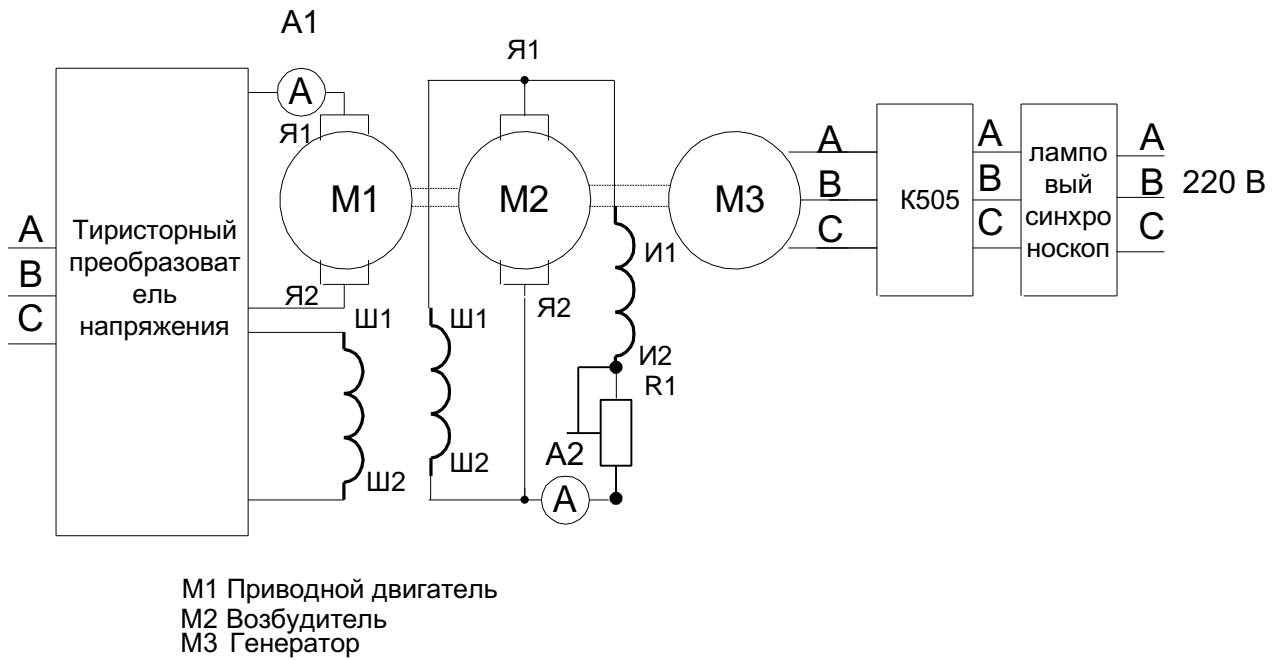 А1
Я1
А
Я1
А
В
С
Тиристорный
преобразоват
ель
напряжения
М1
М2
М3
А
В
С
К505
А
В
С
лампо
вый
синхро
носкоп
А
В
С
220 В
Я2
Ш1
Ш2
Ш1
Ш2
Я2
И1
И2
R1
А2
А
М1 Приводной двигатель
М2 Возбудитель
М3 Генератор